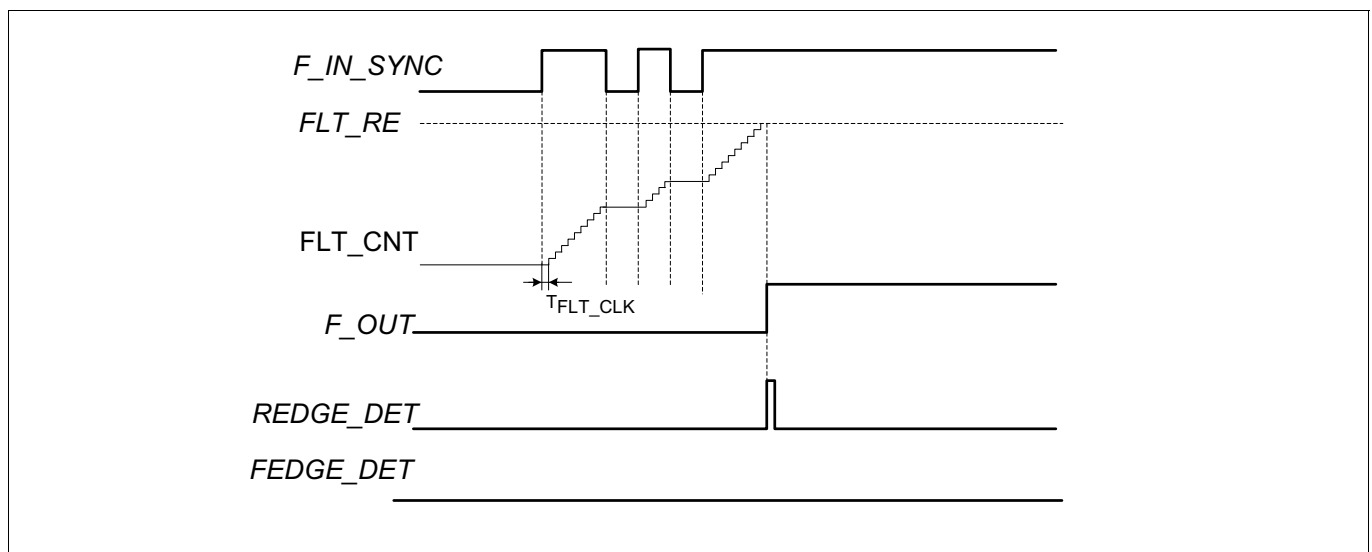 F_IN_SYNC
FLT_RE
FLT_CNT
TFLT_CLK
F_OUT
REDGE_DET
FEDGE_DET